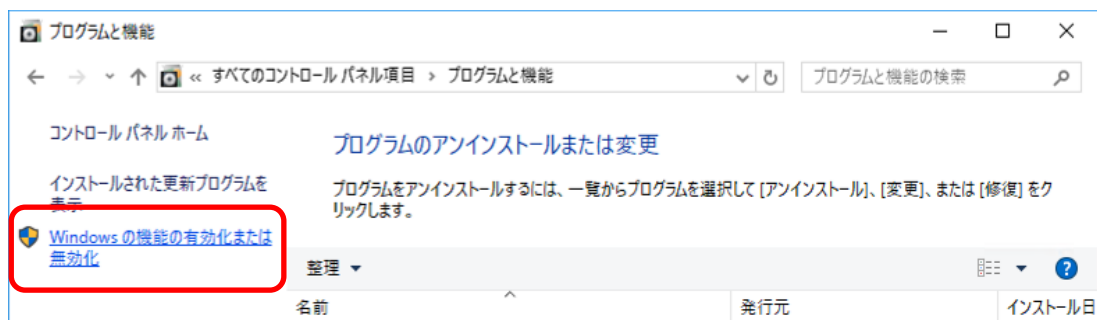 プログラムと機能
« すべてのコントロール パネル項目 › プログラムと機能
プログラムと機能の検索
コントロール パネル ホーム
プログラムのアンインストールまたは変更
インストールされた更新プログラムを
表示
プログラムをアンインストールするには、一覧からプログラムを選択して [アンインストール]、[変更]、または [修復] をク
リックします。
Windows の機能の有効化または
無効化
整理
名前
発行元
インストール日